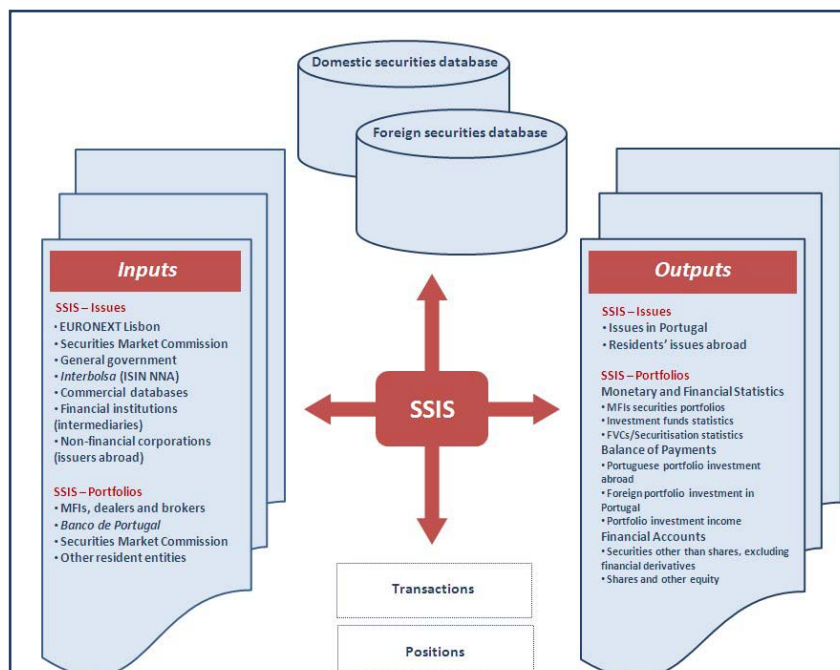 Domestic securities database
Foreign securities database
Inputs
SSIS – Issues
• EURONEXT Lisbon
• Securities Market Commission
• General government
• Interbolsa (ISIN NNA)
• Commercial databases
• Financial institutions
(intermediaries)
• Non-financial corporations
(issuers abroad)
SSIS – Portfolios
• MFIs, dealers and brokers
• Banco de Portugal
• Securities Market Commission
• Other resident entities
SSIS
Transactions
Positions
Outputs
SSIS – Issues
• Issues in Portugal
• Residents' issues abroad
SSIS – Portfolios
Monetary and Financial Statistics
• MFIs securities portfolios
• Investment funds statistics
• FVCs/Securitisation statistics
Balance of Payments
• Portuguese portfolio investment
abroad
• Foreign portfolio investment in
Portugal
• Portfolio investment income
Financial Accounts
• Securities other than shares, excluding
financial derivatives
• Shares and other equity